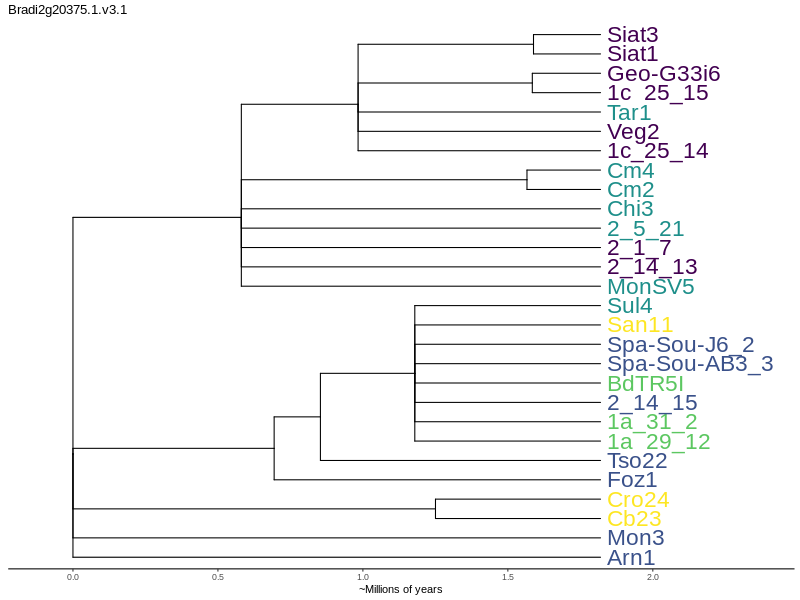 Bradi2g20375.1.v3.1
Siat3
Siat1
Geo-G33i6
1c_25_15
Tar1
Veg2
1c_25_14
Cm4
Cm2
Chi3
2_5_21
2_1_7
2_14_13
MonSV5
Sul4
San11
Spa-Sou-J6_2
Spa-Sou-AB3_3
BdTR5I
2_14_15
1a_31_2
1a_29_12
Tso22
Foz1
Cro24
Cb23
Mon3
Arn1
0.0 0.5 1.0 1.5 2.0
~Millions of years